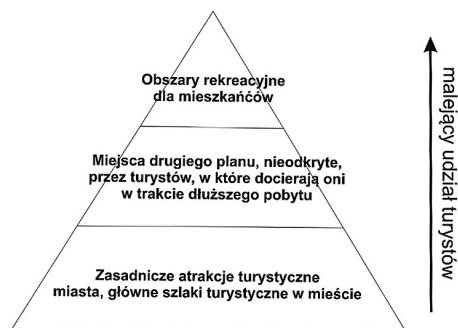 Obszary rekreacyjne
dla mieszkańćów
Miejsca drugiego planu, nieodkryte,
przez turystów, w które docierają oni
w trakcie dłuższego pobytu
Zasadnicze atrakcje turystyczne
miasta, główne szlaki turystyczne w mieście
malejący udział turystów